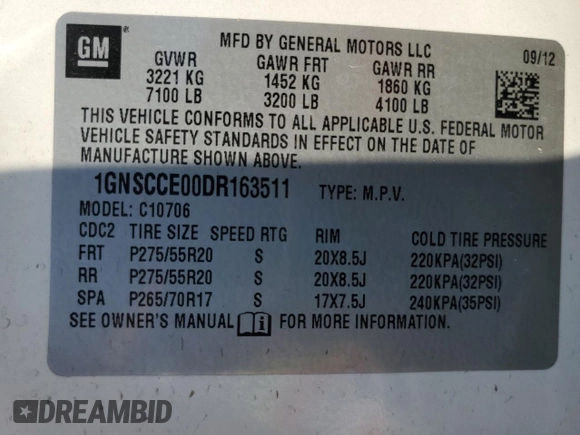 GM
MFD BY GENERAL MOTORS LLC
09/12
GVWR GAWR FRT GAWR RR
3221 KG 1452 KG 1860 KG
7100 LB 3200 LB 4100 LB
THIS VEHICLE CONFORMS TO ALL APPLICABLE U.S. FEDERAL MOTOR
VEHICLE SAFETY STANDARDS IN EFFECT ON THE DATE OF
MANUFACTURE SHOWN ABOVE.
1GNSCCE00DR163511 TYPE: M.P.V.
MODEL: C10706
CDC2 TIRE SIZE SPEED RTG RIM COLD TIRE PRESSURE
FRT P275/55R20 S 20X8.5J 220KPA(32PSI)
RR P275/55R20 S 20X8.5J 220KPA(32PSI)
SPA P265/70R17 S 17X7.5J 240KPA(35PSI)
SEE OWNER'S MANUAL FOR MORE INFORMATION.
DREAMBID